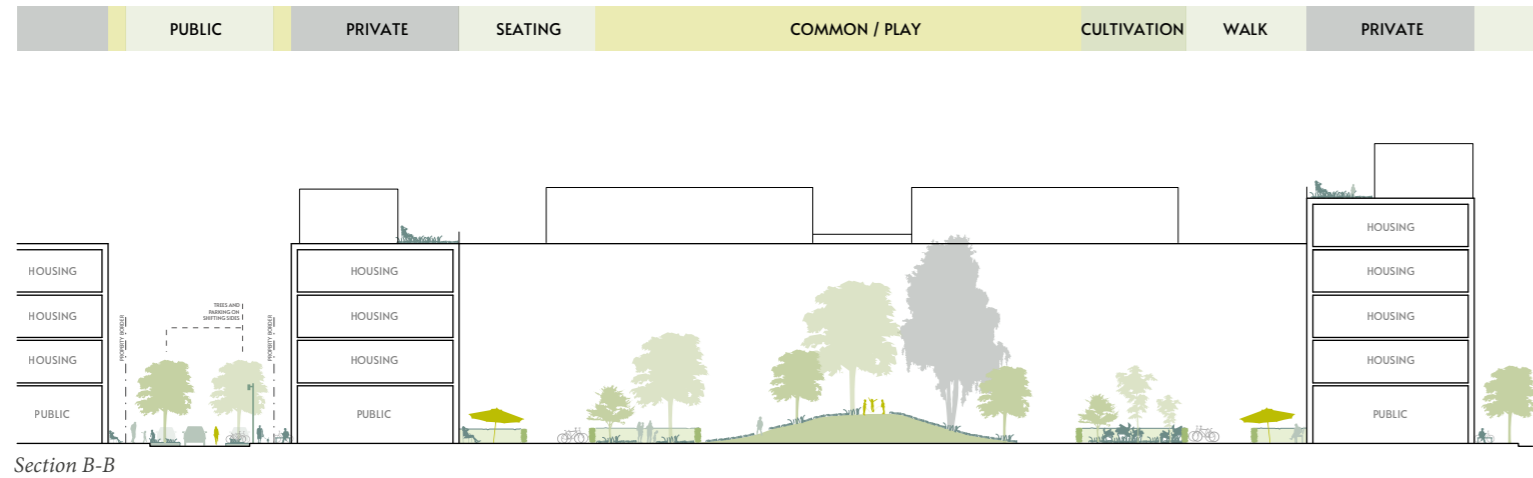 PUBLIC
PRIVATE
SEATING
COMMON / PLAY
CULTIVATION
WALK
PRIVATE
HOUSING
HOUSING
HOUSING
PUBLIC
PROPERTY BORDER
TREES AND
PARKING ON
SHIFTING SIDES
PROPERTY BORDER
HOUSING
HOUSING
HOUSING
PUBLIC
HOUSING
HOUSING
HOUSING
HOUSING
PUBLIC
Section B-B